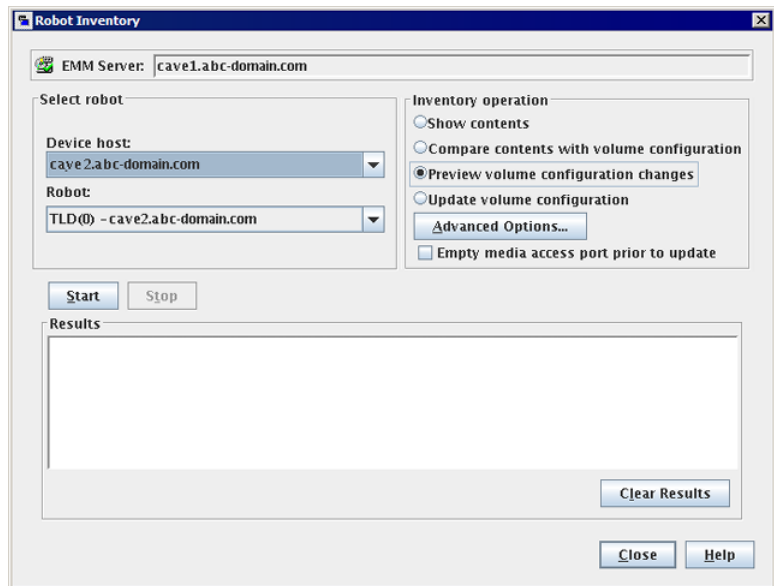 Robot Inventory
EMM Server: cave1.abc-domain.com
Select robot
Device host:
cave2.abc-domain.com
Robot:
TLD(0) - cave2.abc-domain.com
Inventory operation
Show contents
Compare contents with volume configuration
Preview volume configuration changes
Update volume configuration
Advanced Options...
Empty media access port prior to update
Start Stop
Results
Clear Results
Close Help